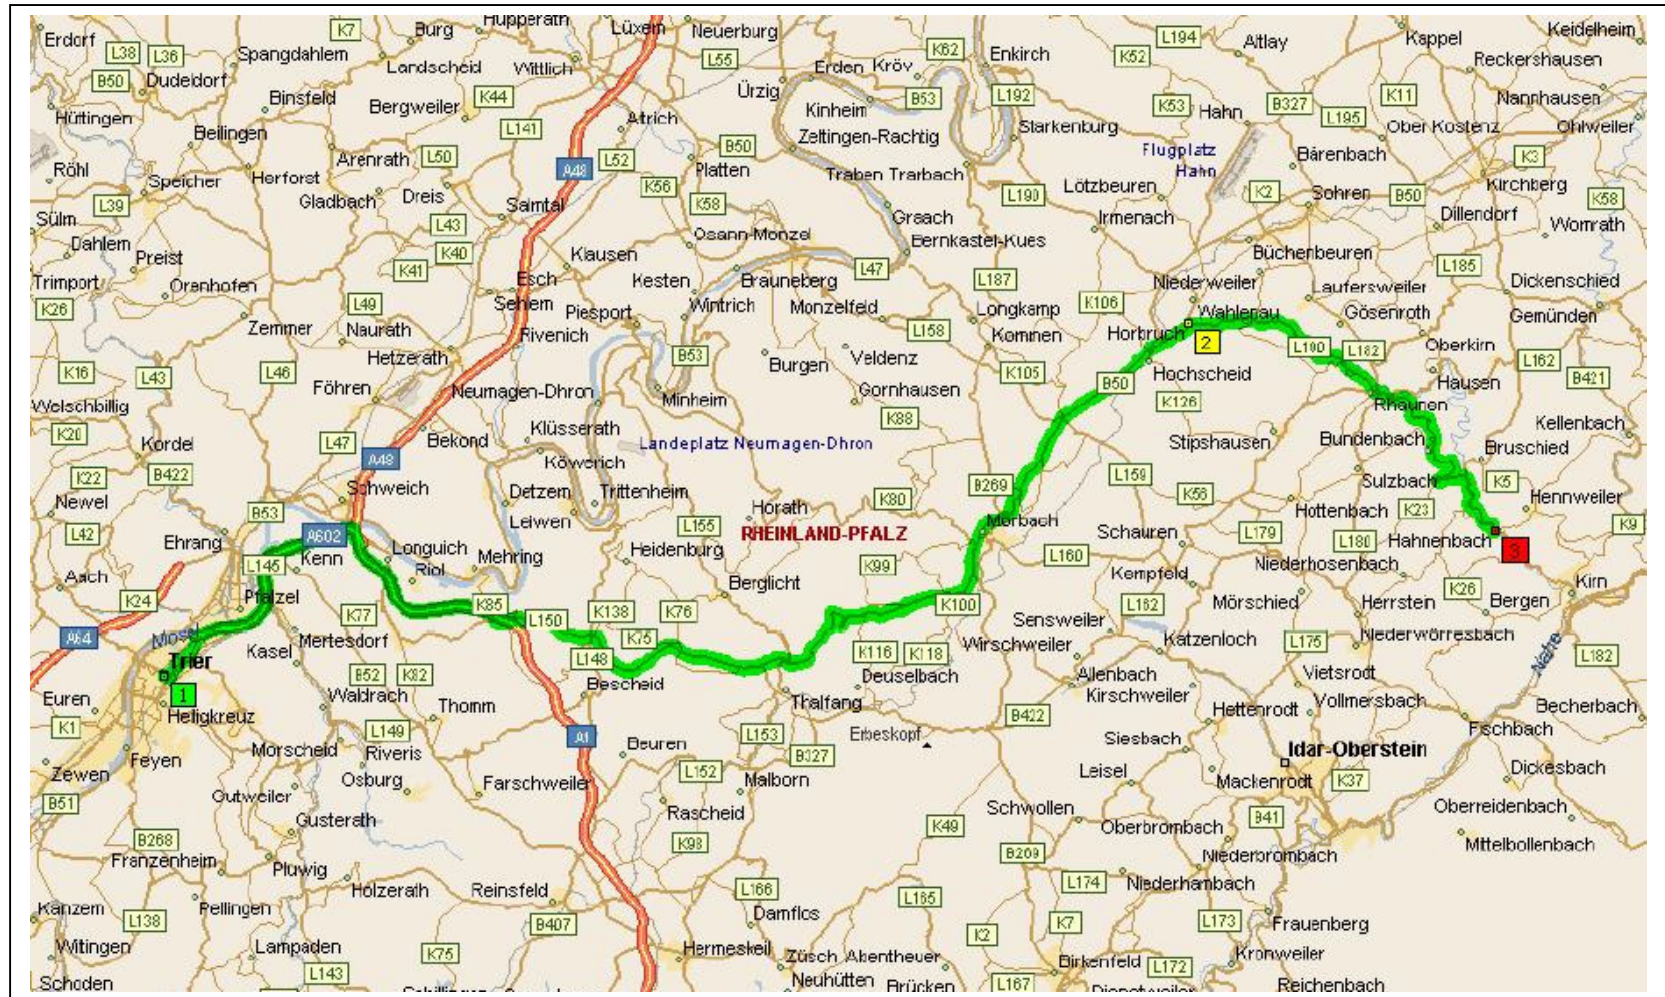 Erdorf
K7
Burg
Hupperath
Lüxem
Neuerburg
L194
Altlay
Kappel
Keidelheim
L38
L36
Spangdahlem
Landscheid
Wittlich
L55
K62
Enkirch
K52
Reckershausen
B50
Dudeldorf
Erden
Kröv
Binsfeld
Bergweiler
K44
Ürzig
Kinheim
B53
L192
K53
Hahn
B327
K11
Nannhausen
Hüttingen
Beilingen
L141
Altrich
Zeltingen-Rachtig
Starkenburg
L195
Ober Kostenz
Ohlweiler
Arenrath
L50
A48
L52
B50
Platten
Flugplatz
Hahn
Bärenbach
K3
Röhl
Speicher
Herforst
Gladbach
Dreis
K56
Traben Trarbach
L190
Lötzbeuren
K2
Sohren
B50
Kirchberg
K58
L39
Sülm
L43
Salmtal
K58
Graach
Irmenach
Dillendorf
Womrath
Dahlem
Preist
K40
Klausen
Osann-Monzel
Bernkastel-Kues
Büchenbeuren
K41
Trimport
Orenhofen
Esch
Kesten
Brauneberg
L47
L187
Niederweiler
L185
Dickenschied
K26
L49
Sehem
Piesport
Wintrich
Monzelfeld
Longkamp
K106
Wahlenau
Laufersweiler
Zemmer
Naurath
Rivenich
L158
Kommen
Horbruch
2
Gösenroth
Gemünden
Hetzerath
B53
Burgen
Veldenz
L190
L182
Oberkirn
L162
K16
L43
L46
Föhren
Neumagen-Dhron
Minheim
Gornhausen
K105
B50
Hochscheid
Hausen
B421
Welschbillig
K88
K126
Rhaunen
K20
Kordel
L47
Bekond
Klüsserath
Landeplatz Neumagen-Dhron
Stipshausen
Bundenbach
Kellenbach
Bruschied
K22
B422
A48
Köwerich
L159
Sulzbach
Newel
Schweich
Detzem
Trittenheim
B269
K56
K5
Hennweiler
B53
Leiwen
Horath
K80
Morbach
Hottenbach
K23
L42
A602
L155
RHEINLAND-PFALZ
Schauren
L179
L180
Hahnenbach
K9
Ehrang
Kenn
Longuich
Mehring
Heidenburg
L160
Niederhosenbach
3
Aach
L145
Riol
Berglicht
K99
Kempfeld
K26
Kirn
K24
Pfalzel
K77
K85
L150
K138
K76
K100
L162
Mörschied
Herrstein
Bergen
A64
Mosel
Mertesdorf
K75
Sensweiler
Katzenloch
L175
Niederwörresbach
Nahe
Trier
Kasel
L148
K116
K118
Wirschweiler
L182
1
B52
K82
Bescheid
Deuselbach
Allenbach
Vietsrodt
Euren
Waldrach
Thalfang
Kirschweiler
Vollmersbach
Becherbach
K1
Heiligkreuz
Thomm
Hettenrodt
L149
A1
L153
Erbeskopf
B422
Fischbach
Feyen
Morscheid
Riveris
Beuren
B327
Siesbach
Idar-Oberstein
Zewen
Osburg
L152
Malborn
Leisel
Mackenrodt
K37
Dickesbach
B51
Gutweiler
Farschweiler
Rascheid
Schwollen
Oberreidenbach
Gusterath
K49
Oberbrombach
B41
B268
K98
Mittelbollenbach
Franzenheim
Pluwig
B269
Niederbrombach
Holzerath
Reinsfeld
L166
L165
L174
Niederhambach
Kanzem
L138
Pellingen
B407
Damflos
K7
L173
Frauenberg
Wiltingen
Lampaden
K75
Hermeskeil
K2
Kronweiler
Züsch
Abentheuer
Birkenfeld
L172
Schoden
L143
Neuhütten
Brücken
L167
Reichenbach